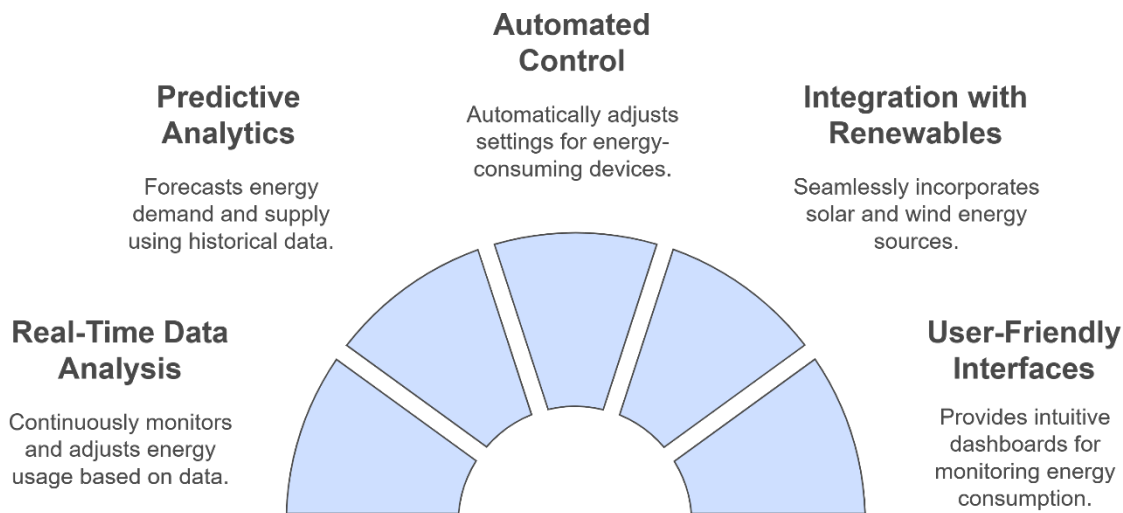 Automated
Control
Automatically adjusts
settings for energy-
consuming devices.
Predictive
Analytics
Forecasts energy
demand and supply
using historical data.
Integration with
Renewables
Seamlessly incorporates
solar and wind energy
sources.
Real-Time Data
Analysis
Continuously monitors
and adjusts energy
usage based on data.
User-Friendly
Interfaces
Provides intuitive
dashboards for
monitoring energy
consumption.